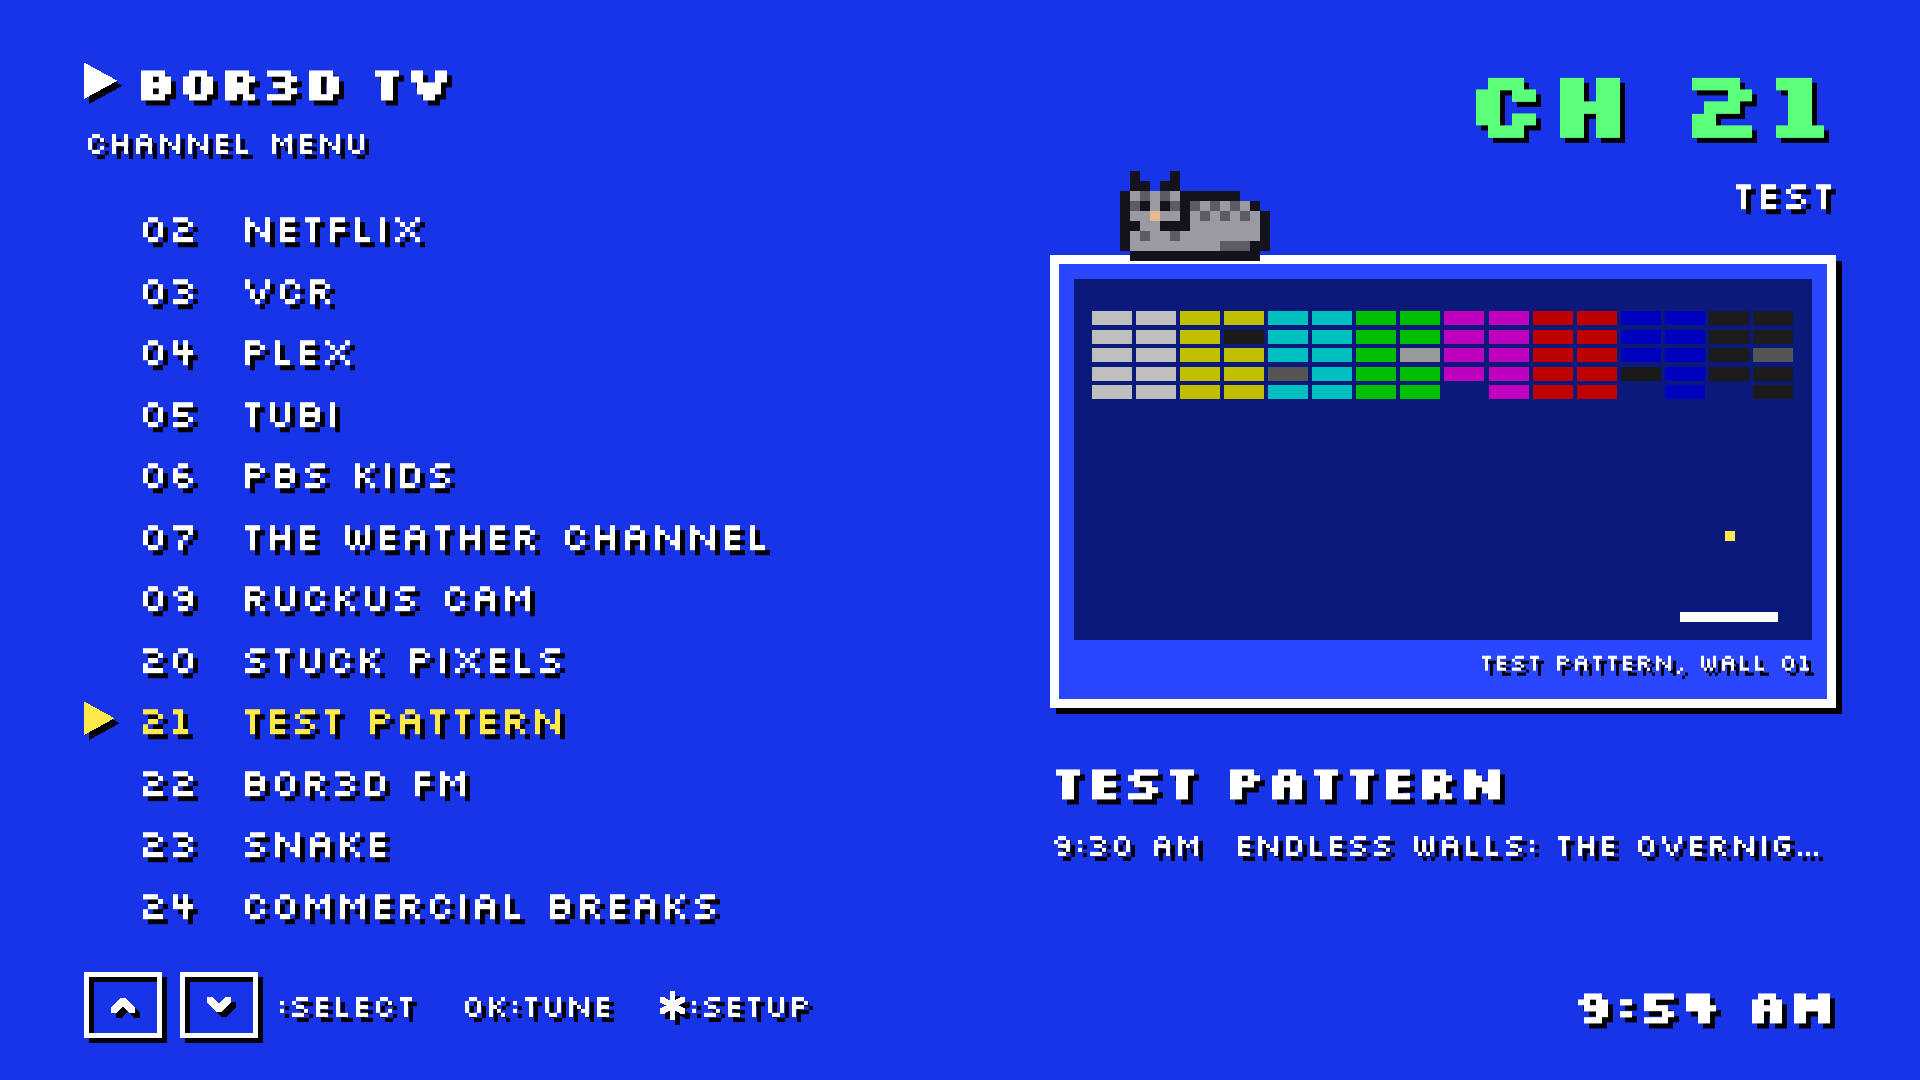 BOR3D TV
CHANNEL MENU
02 NETFLIX
03 VCR
04 PLEX
05 TUBI
06 PBS KIDS
07 THE WEATHER CHANNEL
09 RUCKUS CAM
20 STUCK PIXELS
21 TEST PATTERN
22 BOR3D FM
23 SNAKE
24 COMMERCIAL BREAKS
:SELECT OK:TUNE *:SETUP
CH 21
TEST
TEST PATTERN, WALL 01
TEST PATTERN
9:30 AM ENDLESS WALLS: THE OVERNIG...
9:54 AM